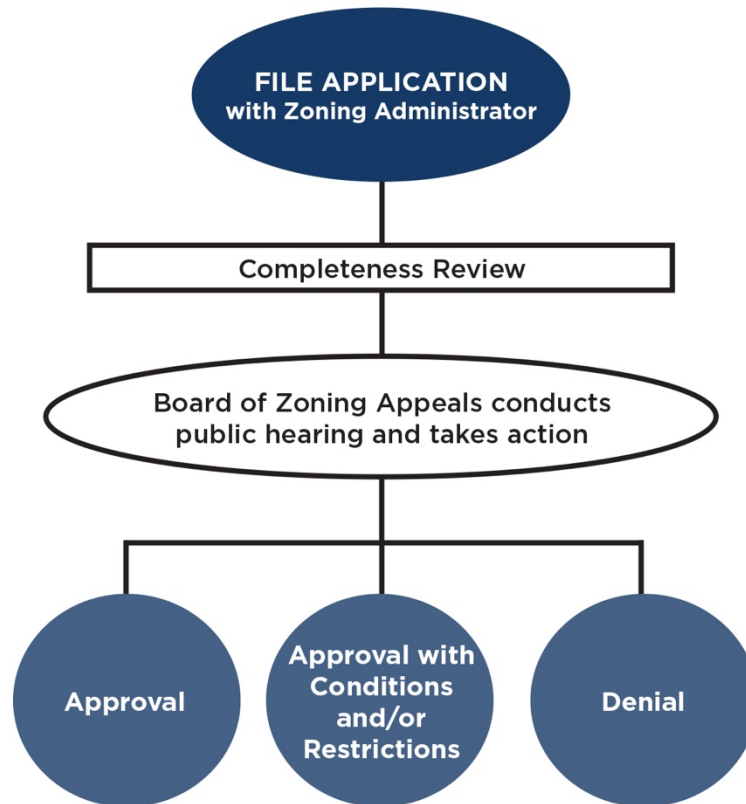 FILE APPLICATION
with Zoning Administrator
Completeness Review
Board of Zoning Appeals conducts
public hearing and takes action
Approval
Approval with
Conditions
and/or
Restrictions
Denial